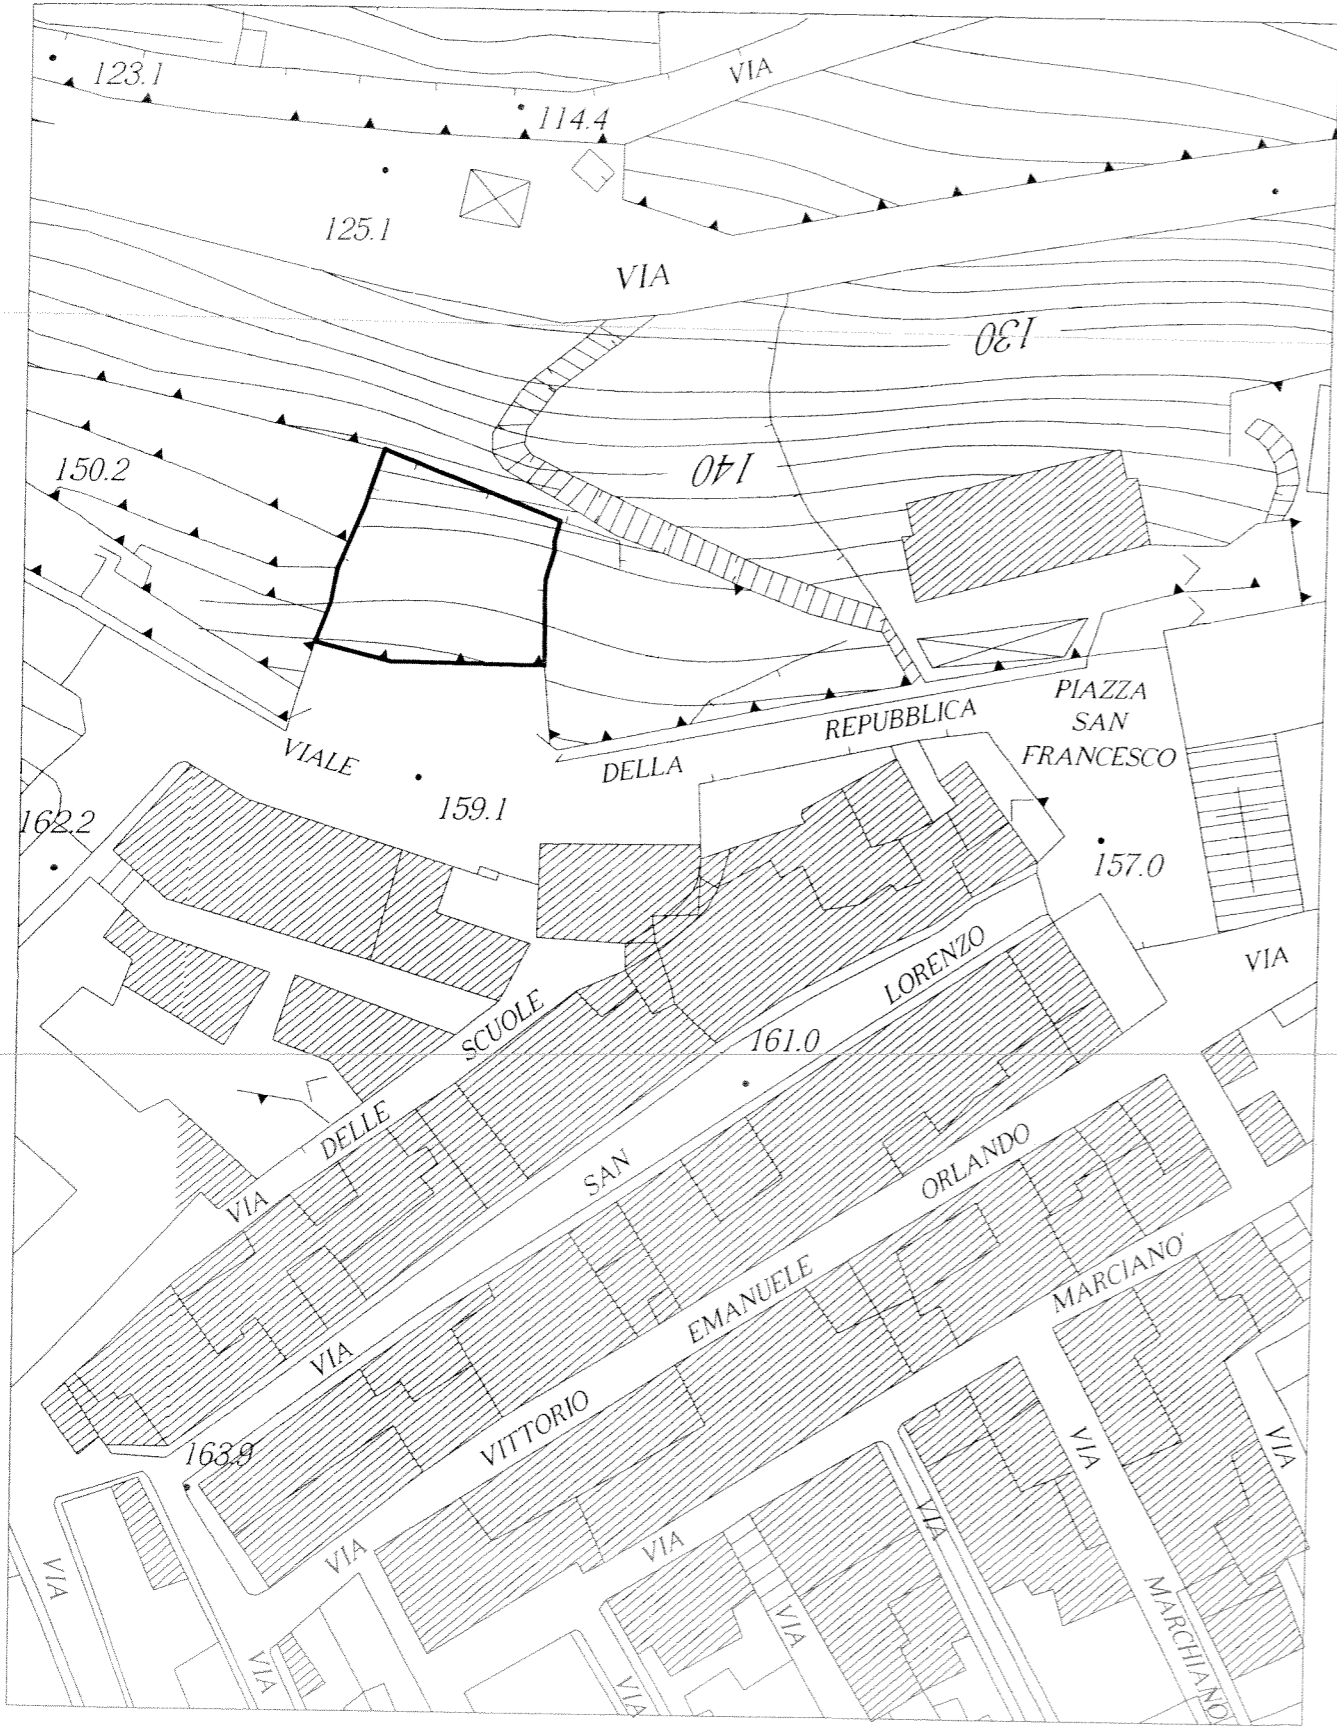 123.1
VIA
114.4
125.1
VIA
130
140
150.2
PIAZZA
SAN
FRANCESCO
VIALE
DELLA
REPUBBLICA
159.1
162.2
157.0
VIA
VIA
DELLE
SCUOLE
161.0
VIA
SAN
LORENZO
163.9
VIA
VITTORIO
EMANUELE
ORLANDO
VIA
MARCIANO'
VIA
MARCHIANO'
VIA
VIA
VIA
VIA
VIA
VIA